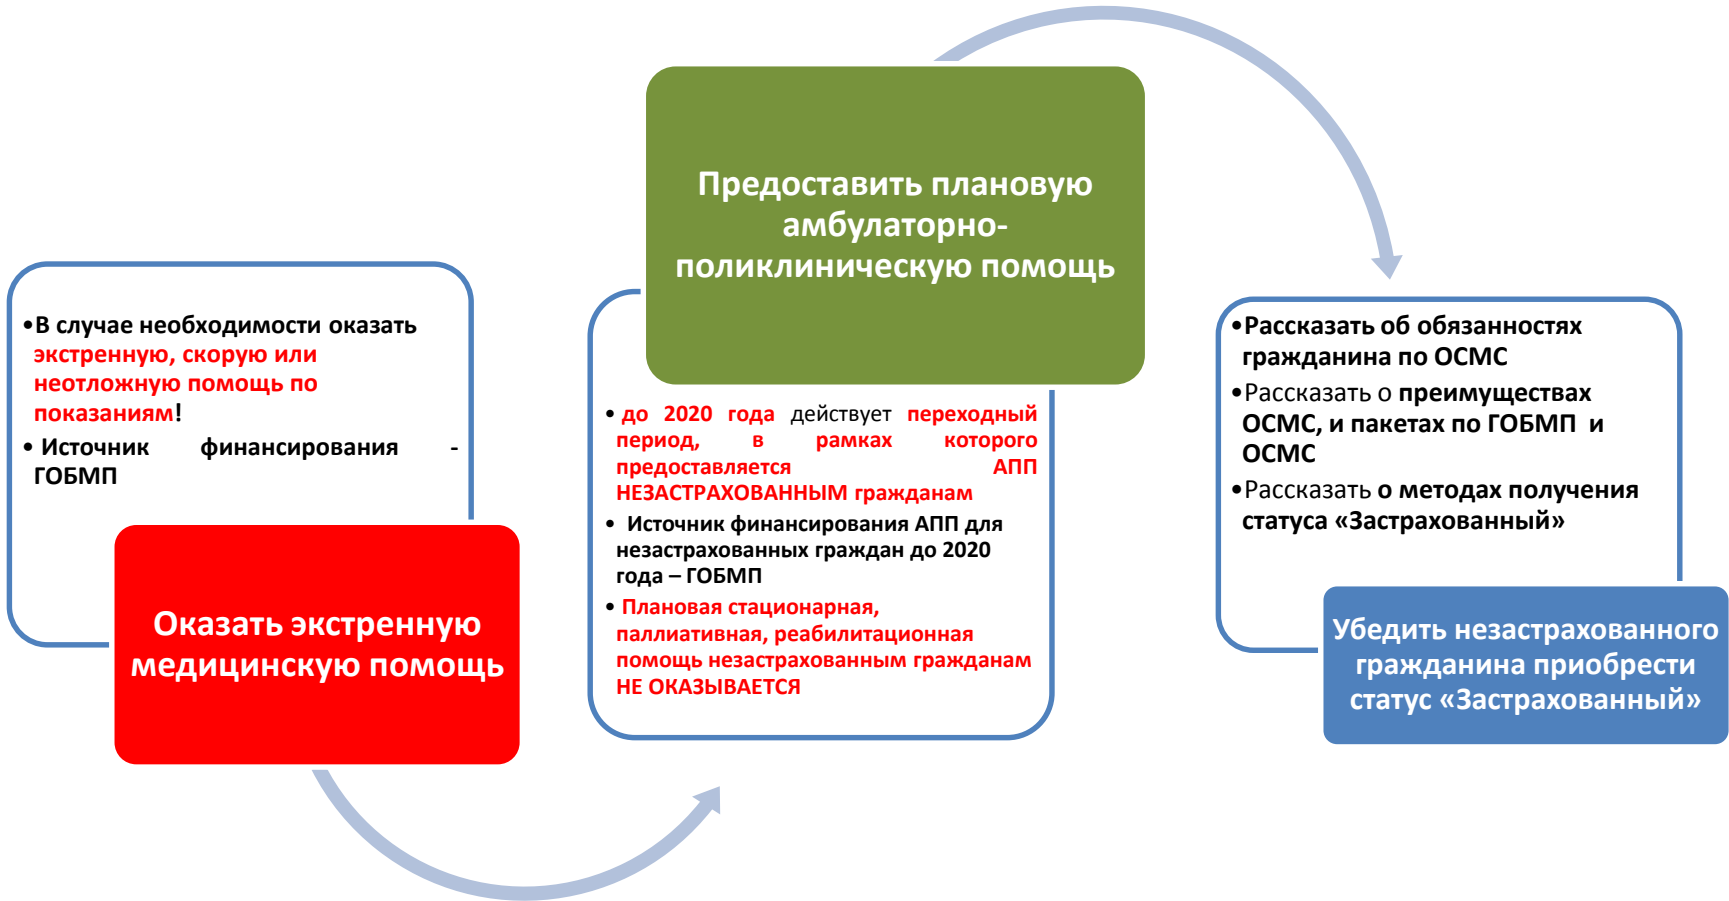 •В случае необходимости оказать
экстренную, скорую или
неотложную помощь по
показаниям!
• Источник финансирования -
ГОБМП
Оказать экстренную
медицинскую помощь
Предоставить плановую
амбулаторно-
поликлиническую помощь
• до 2020 года действует переходный
период, в рамках которого
предоставляется АПП
НЕЗАСТРАХОВАННЫМ гражданам
• Источник финансирования АПП для
незастрахованных граждан до 2020
года – ГОБМП
• Плановая стационарная,
паллиативная, реабилитационная
помощь незастрахованным гражданам
НЕ ОКАЗЫВАЕТСЯ
•Рассказать об обязанностях
гражданина по ОСМС
•Рассказать о преимуществах
ОСМС, и пакетах по ГОБМП и
ОСМС
•Рассказать о методах получения
статуса «Застрахованный»
Убедить незастрахованного
гражданина приобрести
статус «Застрахованный»